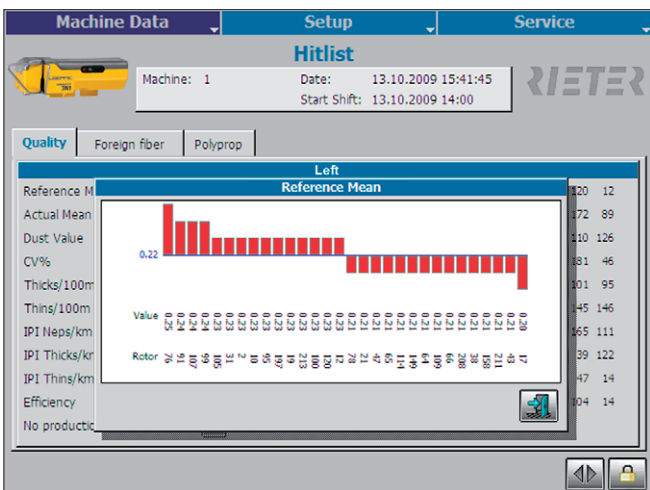 Machine Data Setup Service
Hitlist
Machine: 1 Date: 13.10.2009 15:41:45
Start Shift: 13.10.2009 14:00
RIETER
Quality Foreign fiber Polyprop
Left
Reference Mean
Reference M 120 12
Actual Mean 172 89
Dust Value 110 126
CV% 181 46
Thicks/100m 101 95
Thins/100m 145 146
IPI Neps/km 165 111
IPI Thicks/kr 39 122
IPI Thins/km 47 14
Efficiency 104 14
No productio
0.22
Value 0.25 0.24 0.24 0.24 0.23 0.23 0.23 0.23 0.23 0.23 0.23 0.23 0.23 0.23 0.23 0.21 0.21 0.21 0.21 0.21 0.21 0.21 0.21 0.21 0.21 0.21 0.21 0.21 0.21 0.20
Rotor 76 91 107 99 105 31 2 10 95 197 19 213 100 120 12 78 21 47 65 114 149 64 109 66 208 38 158 211 43 17